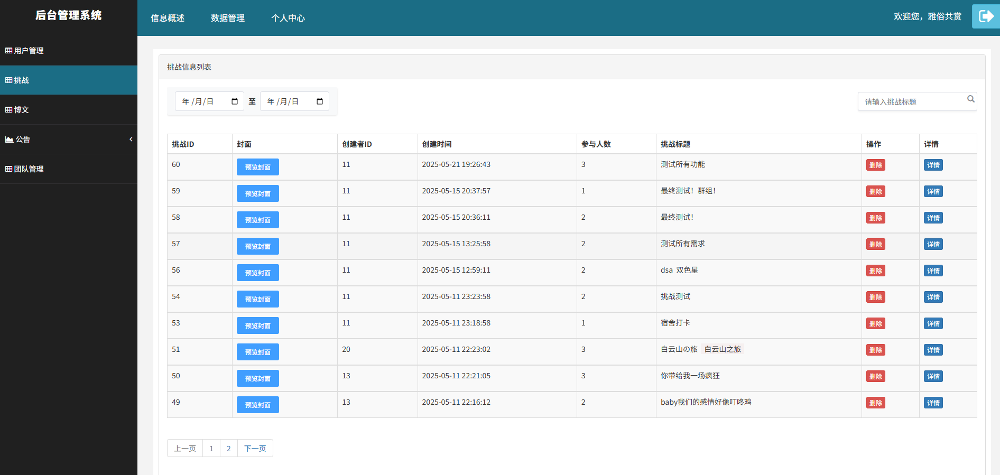 后台管理系统
信息概述 数据管理 个人中心
欢迎您，雅俗共赏
用户管理
挑战
博文
公告
团队管理
挑战信息列表
年/月/日 至 年/月/日
请输入挑战标题
挑战ID 封面 创建者ID 创建时间 参与人数 挑战标题 操作 详情
60 预览封面 11 2025-05-21 19:26:43 3 测试所有功能 删除 详情
59 预览封面 11 2025-05-15 20:37:57 1 最终测试！群组！ 删除 详情
58 预览封面 11 2025-05-15 20:36:11 2 最终测试！ 删除 详情
57 预览封面 11 2025-05-15 13:25:58 2 测试所有需求 删除 详情
56 预览封面 11 2025-05-15 12:59:11 2 dsa 双色星 删除 详情
54 预览封面 11 2025-05-11 23:23:58 2 挑战测试 删除 详情
53 预览封面 11 2025-05-11 23:18:58 1 宿舍打卡 删除 详情
51 预览封面 20 2025-05-11 22:23:02 3 白云山の旅 白云山之旅 删除 详情
50 预览封面 13 2025-05-11 22:21:05 3 你带给我一场疯狂 删除 详情
49 预览封面 13 2025-05-11 22:16:12 2 baby我们的感情好像叮咚鸡 删除 详情
上一页 1 2 下一页